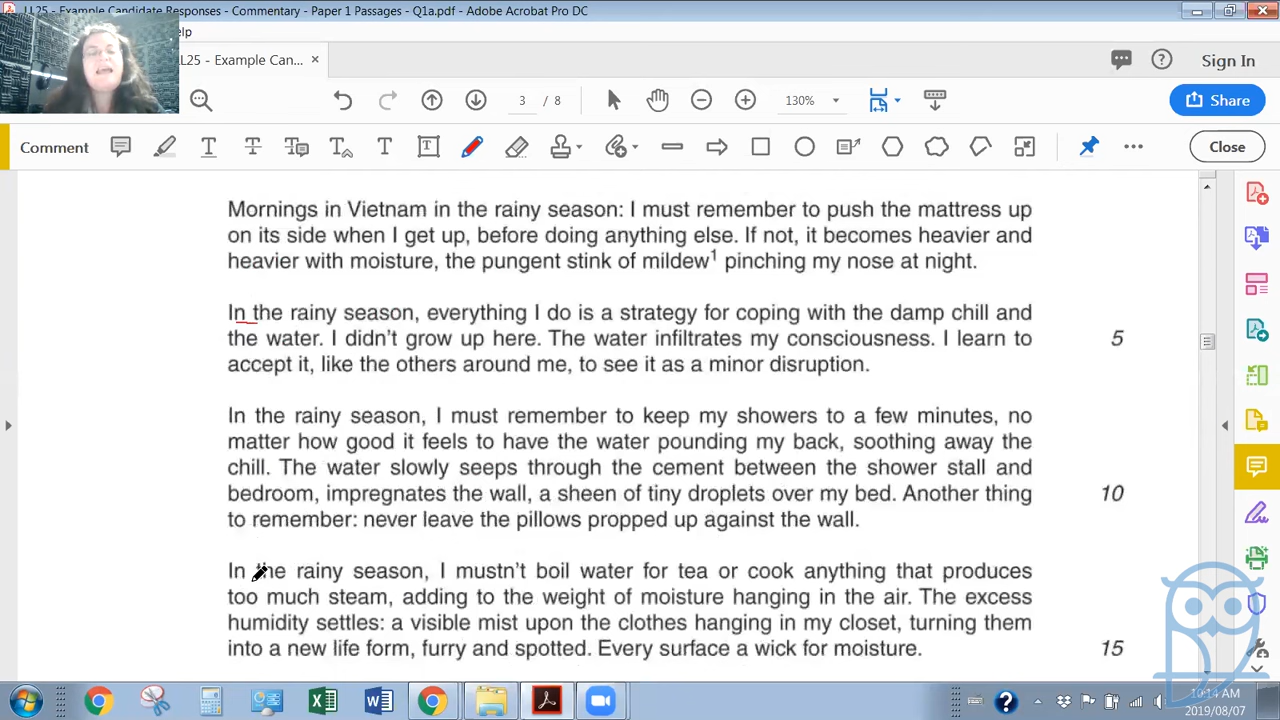 LL25 - Example Candidate Responses - Commentary - Paper 1 Passages - Q1a.pdf - Adobe Acrobat Pro DC
elp
L25 - Example Can...
3 / 8
130%
Sign In
Share
Comment
Close
Mornings in Vietnam in the rainy season: I must remember to push the mattress up
on its side when I get up, before doing anything else. If not, it becomes heavier and
heavier with moisture, the pungent stink of mildew¹ pinching my nose at night.
In the rainy season, everything I do is a strategy for coping with the damp chill and
the water. I didn't grow up here. The water infiltrates my consciousness. I learn to 5
accept it, like the others around me, to see it as a minor disruption.
In the rainy season, I must remember to keep my showers to a few minutes, no
matter how good it feels to have the water pounding my back, soothing away the
chill. The water slowly seeps through the cement between the shower stall and
bedroom, impregnates the wall, a sheen of tiny droplets over my bed. Another thing 10
to remember: never leave the pillows propped up against the wall.
In the rainy season, I mustn't boil water for tea or cook anything that produces
too much steam, adding to the weight of moisture hanging in the air. The excess
humidity settles: a visible mist upon the clothes hanging in my closet, turning them
into a new life form, furry and spotted. Every surface a wick for moisture. 15
10:14 AM
2019/08/07